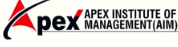 Apex APEX INSTITUTE OF
MANAGEMENT(AIM)